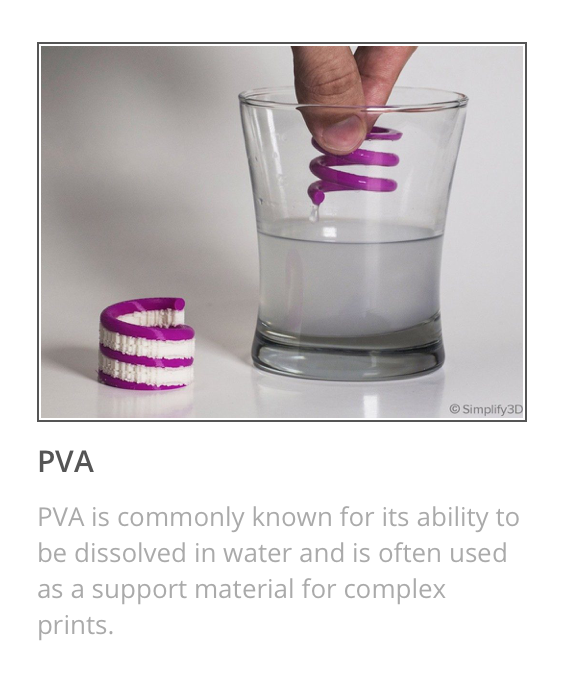 © Simplify3D
PVA
PVA is commonly known for its ability to
be dissolved in water and is often used
as a support material for complex
prints.